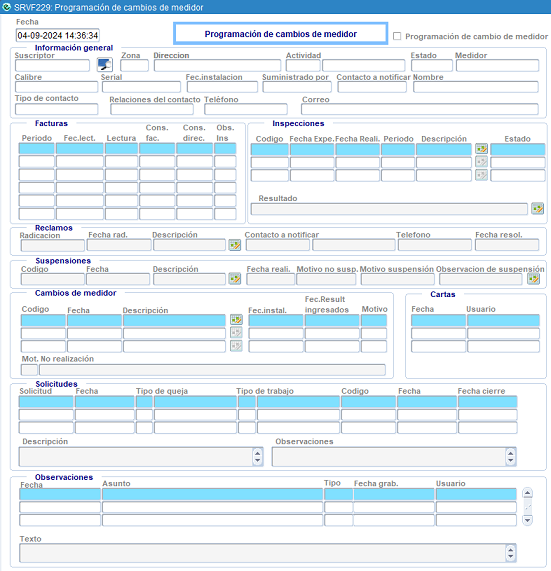 SRVF229: Programación de cambios de medidor
Fecha
04-09-2024 14:36:34
Programación de cambios de medidor
Programación de cambio de medidor
Información general
Suscriptor Zona Direccion Actividad Estado Medidor
Calibre Serial Fec.instalacion Suministrado por Contacto a notificar Nombre
Tipo de contacto Relaciones del contacto Teléfono Correo
Facturas
Periodo Fec.lect. Lectura Cons. fac. Cons. direc. Obs. Ins
Inspecciones
Codigo Fecha Expe. Fecha Reali. Periodo Descripción Estado
Resultado
Reclamos
Radicacion Fecha rad. Descripción Contacto a notificar Telefono Fecha resol.
Suspensiones
Codigo Fecha Descripción Fecha reali. Motivo no susp. Motivo suspensión Observacion de suspensión
Cambios de medidor
Codigo Fecha Descripción Fec.instal. Fec.Result ingresados Motivo
Mot. No realización
Cartas
Fecha Usuario
Solicitudes
Solicitud Fecha Tipo de queja Tipo de trabajo Codigo Fecha Fecha cierre
Descripción Observaciones
Observaciones
Fecha Asunto Tipo Fecha grab. Usuario
Texto